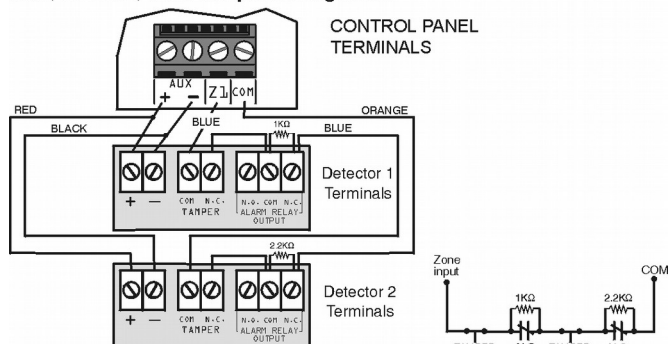 CONTROL PANEL
TERMINALS
AUX
+ − Z1 COM
RED
ORANGE
BLACK
BLUE
1KΩ
BLUE
Detector 1
Terminals
+ −
COM N.C.
TAMPER
N.O. COM N.C.
ALARM RELAY
OUTPUT
2.2KΩ
Detector 2
Terminals
+ −
COM N.C.
TAMPER
N.O. COM N.C.
ALARM RELAY
OUTPUT
Zone
input
COM
1KΩ
2.2KΩ